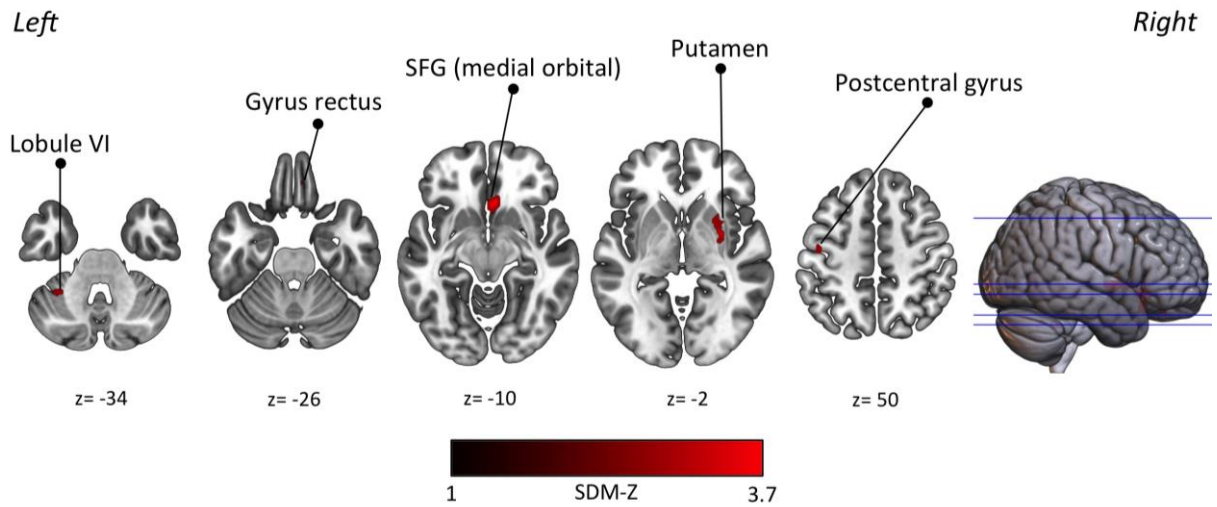 Left
Right
Lobule VI
Gyrus rectus
SFG (medial orbital)
Putamen
Postcentral gyrus
z= -34
z= -26
z= -10
z= -2
z= 50
1
SDM-Z
3.7